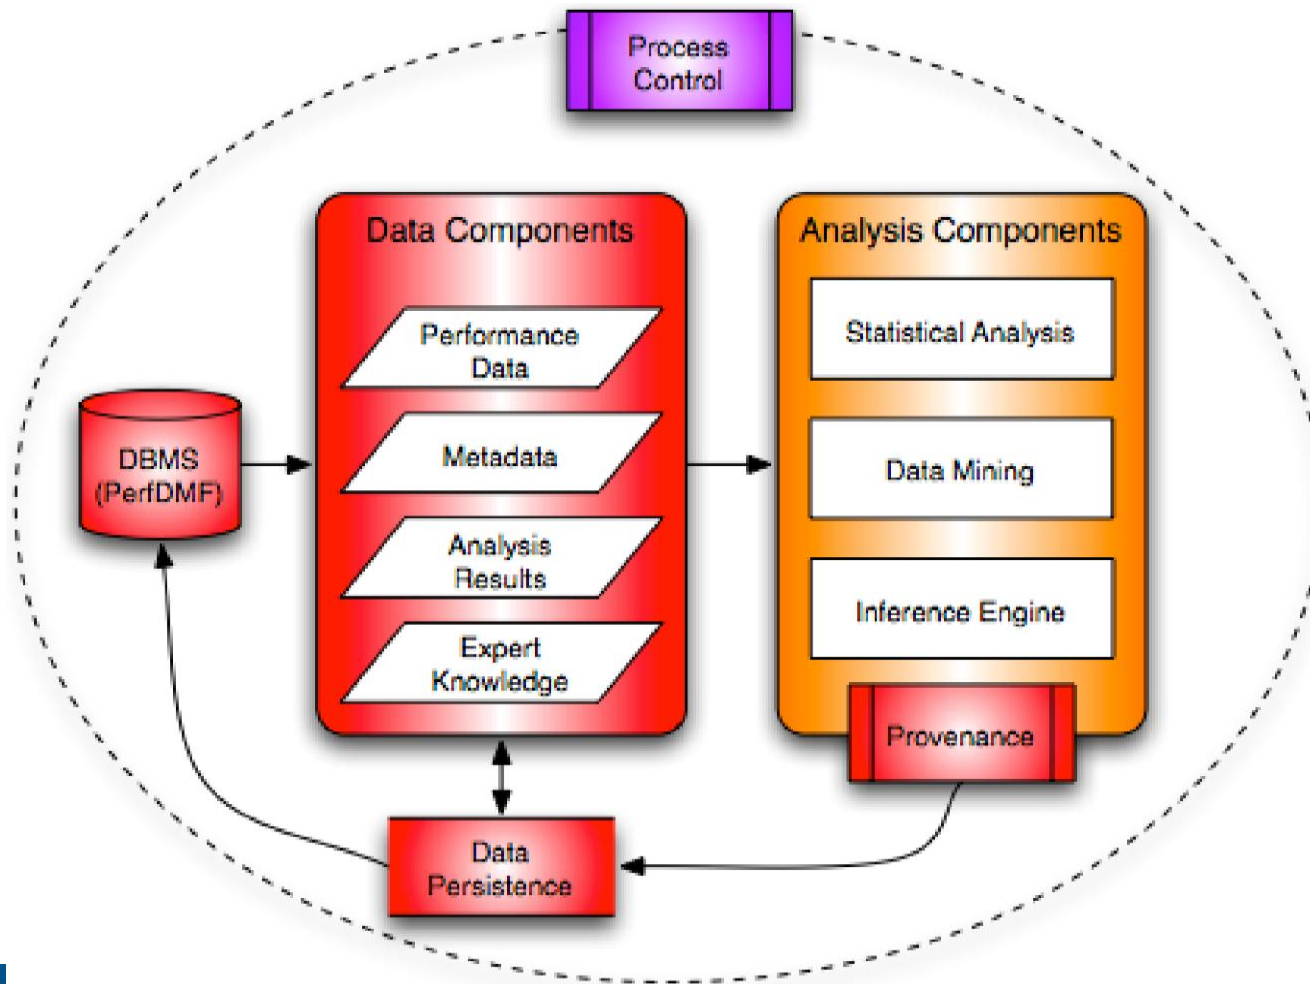 Process
Control
Data Components
Performance
Data
Metadata
Analysis
Results
Expert
Knowledge
Analysis Components
Statistical Analysis
Data Mining
Inference Engine
Provenance
DBMS
(PerfDMF)
Data
Persistence